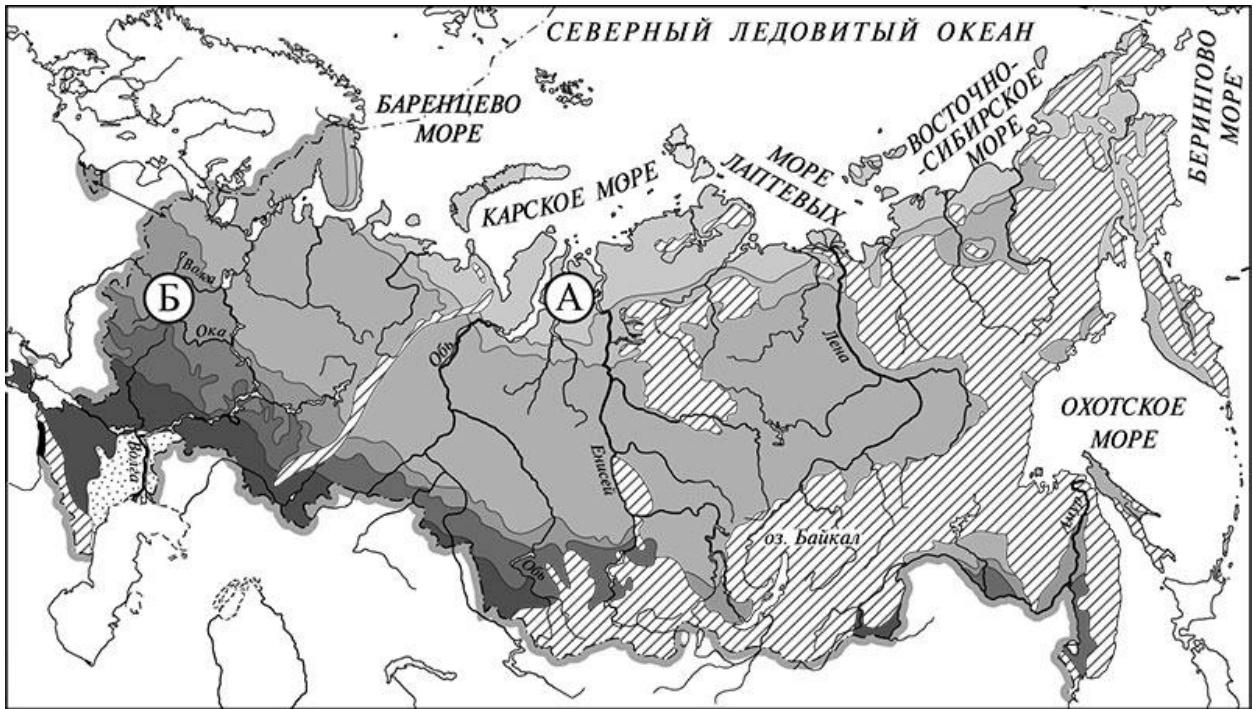 СЕВЕРНЫЙ ЛЕДОВИТЫЙ ОКЕАН
БАРЕНЦЕВО
МОРЕ
КАРСКОЕ МОРЕ
МОРЕ
ЛАПТЕВЫХ
ВОСТОЧНО-
СИБИРСКОЕ
МОРЕ
БЕРИНГОВО
МОРЕ
ОХОТСКОЕ
МОРЕ
Б
А
Волга
Ока
Обь
Лена
Енисей
Волга
Обь
оз. Байкал
Амур